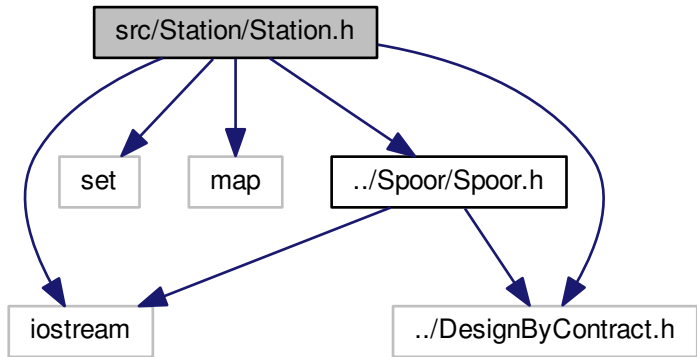 src/Station/Station.h
set
map
../Spoor/Spoor.h
iostream
../DesignByContract.h